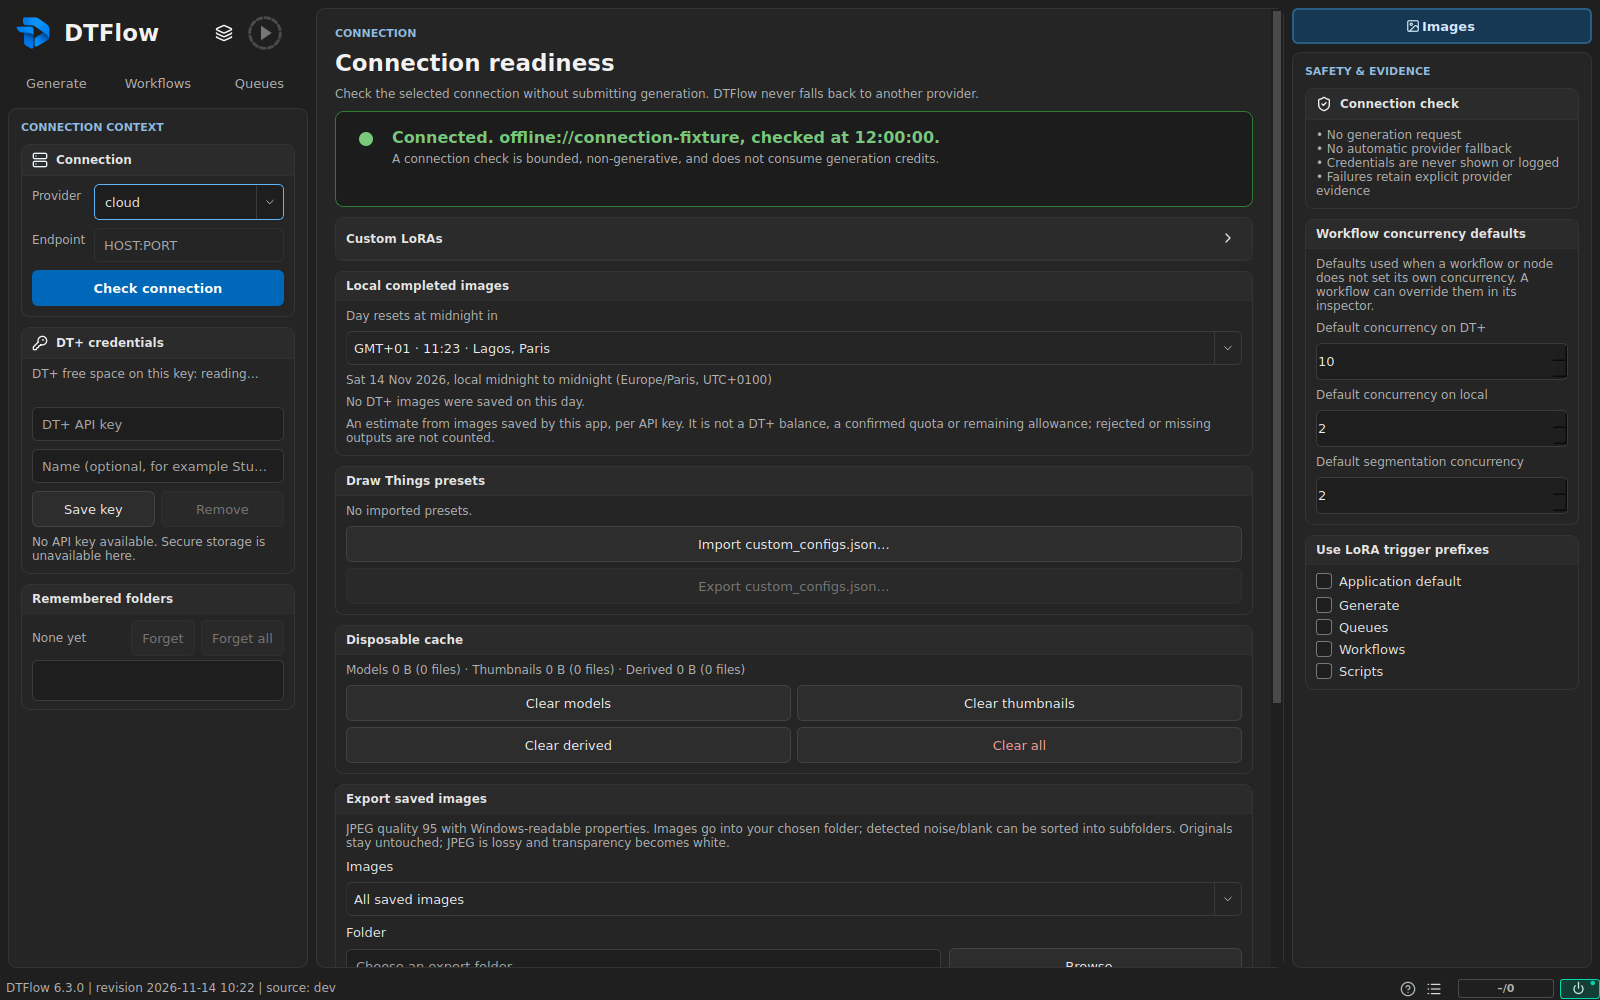 DTFlow
Generate Workflows Queues
CONNECTION CONTEXT
Connection
Provider cloud
Endpoint HOST:PORT
Check connection
DT+ credentials
DT+ free space on this key: reading...
DT+ API key
Name (optional, for example Stu...
Save key Remove
No API key available. Secure storage is
unavailable here.
Remembered folders
None yet Forget Forget all
CONNECTION
Connection readiness
Check the selected connection without submitting generation. DTFlow never falls back to another provider.
Connected. offline://connection-fixture, checked at 12:00:00.
A connection check is bounded, non-generative, and does not consume generation credits.
Custom LoRAs
Local completed images
Day resets at midnight in
GMT+01 · 11:23 · Lagos, Paris
Sat 14 Nov 2026, local midnight to midnight (Europe/Paris, UTC+0100)
No DT+ images were saved on this day.
An estimate from images saved by this app, per API key. It is not a DT+ balance, a confirmed quota or remaining allowance; rejected or missing
outputs are not counted.
Draw Things presets
No imported presets.
Import custom_configs.json...
Export custom_configs.json...
Disposable cache
Models 0 B (0 files) · Thumbnails 0 B (0 files) · Derived 0 B (0 files)
Clear models Clear thumbnails
Clear derived Clear all
Export saved images
JPEG quality 95 with Windows-readable properties. Images go into your chosen folder; detected noise/blank can be sorted into subfolders. Originals
stay untouched; JPEG is lossy and transparency becomes white.
Images
All saved images
Folder
Choose an export folder
Browse
Images
SAFETY & EVIDENCE
Connection check
• No generation request
• No automatic provider fallback
• Credentials are never shown or logged
• Failures retain explicit provider
evidence
Workflow concurrency defaults
Defaults used when a workflow or node
does not set its own concurrency. A
workflow can override them in its
inspector.
Default concurrency on DT+
10
Default concurrency on local
2
Default segmentation concurrency
2
Use LoRA trigger prefixes
Application default
Generate
Queues
Workflows
Scripts
DTFlow 6.3.0 | revision 2026-11-14 10:22 | source: dev
–/0